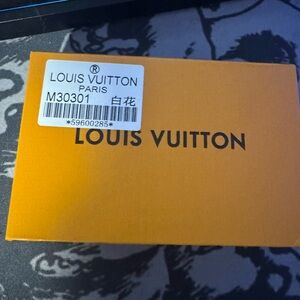 ®
LOUIS VUITTON
PARIS
M30301 白花
*59600285*
LOUIS VUITTON